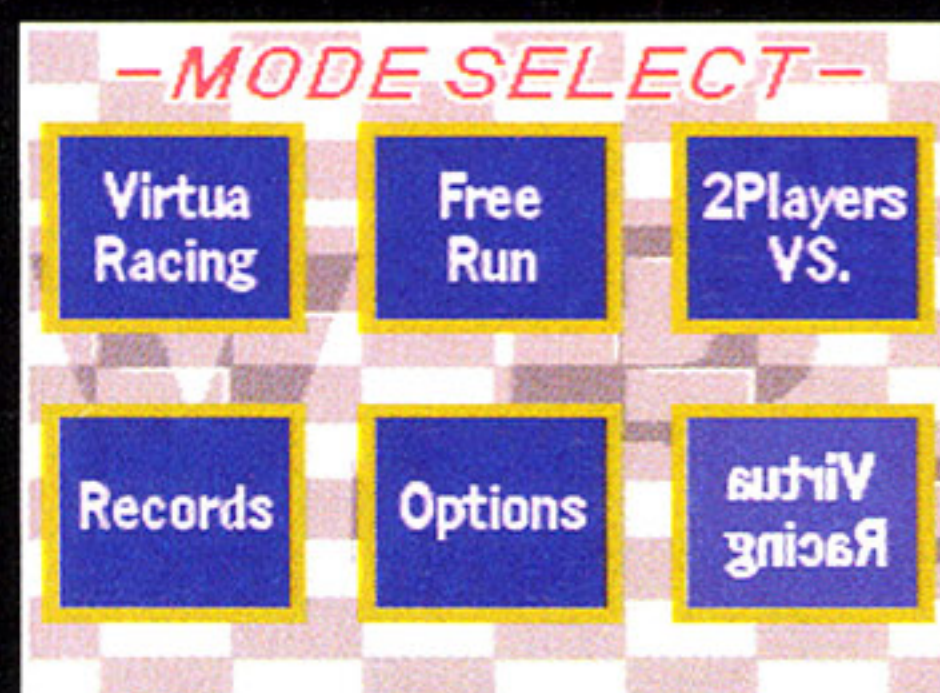 -MODE SELECT-
Virtua
Racing
Free
Run
2Players
VS.
Records
Options
Virtua
Racing